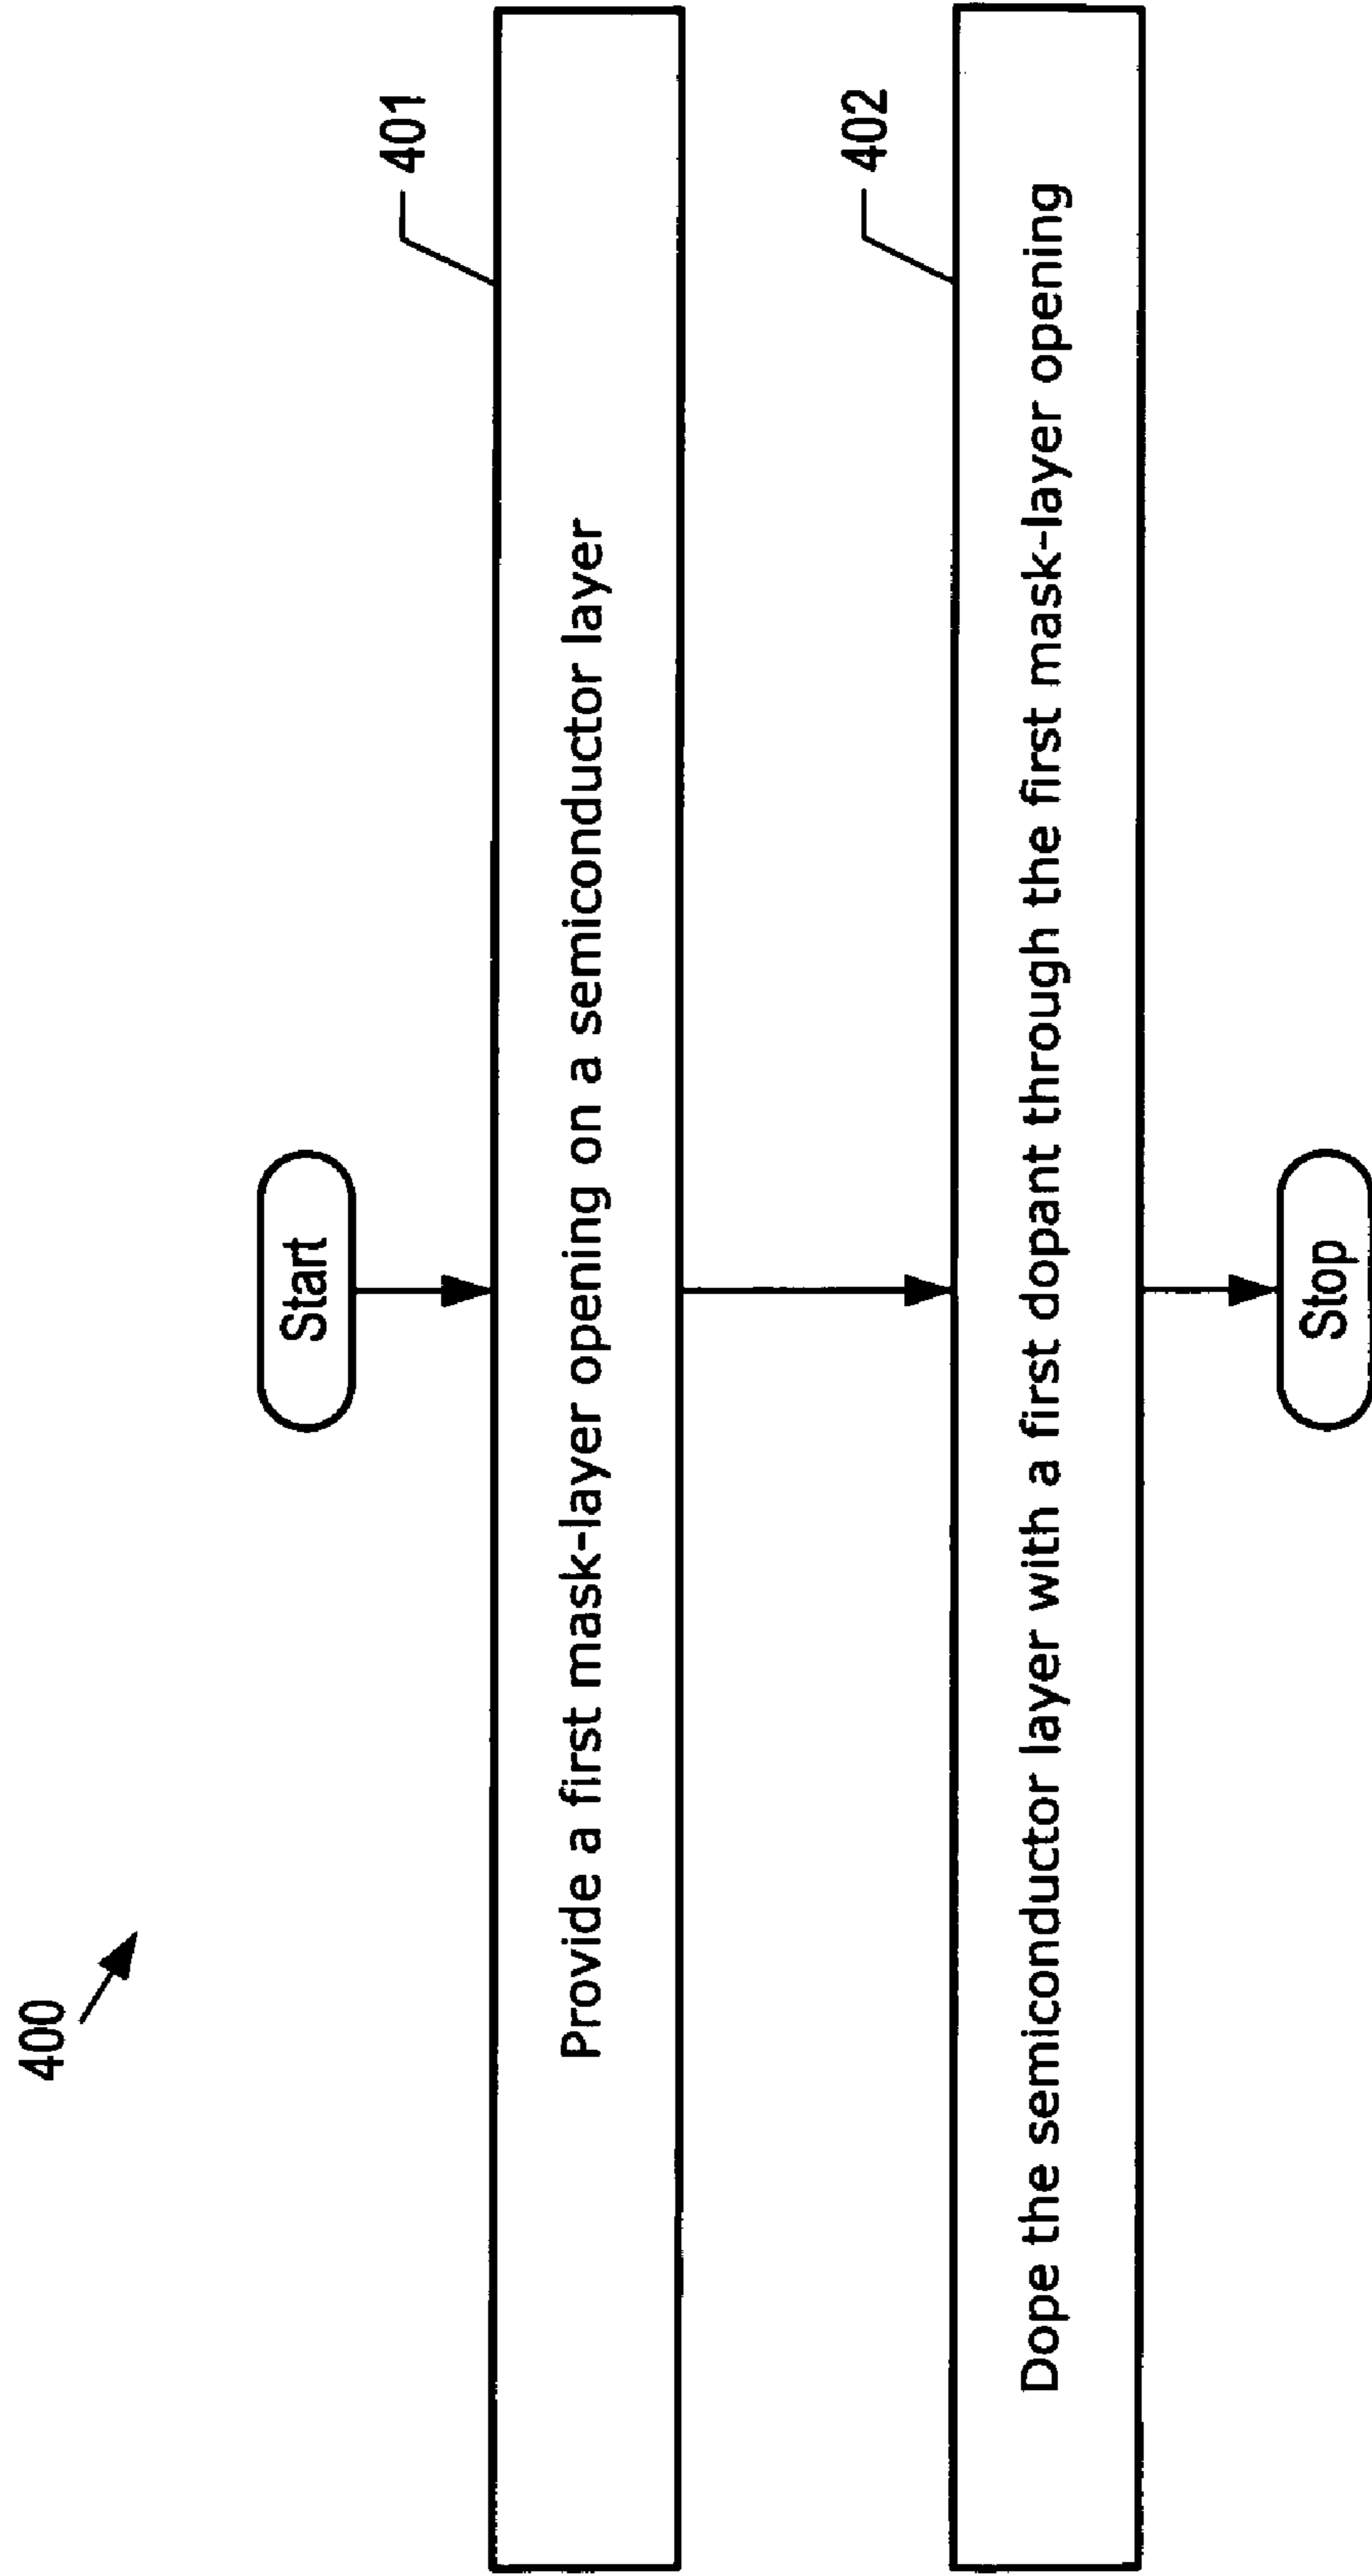 400
Start
401
Provide a first mask-layer opening on a semiconductor layer
402
Dope the semiconductor layer with a first dopant through the first mask-layer opening
Stop